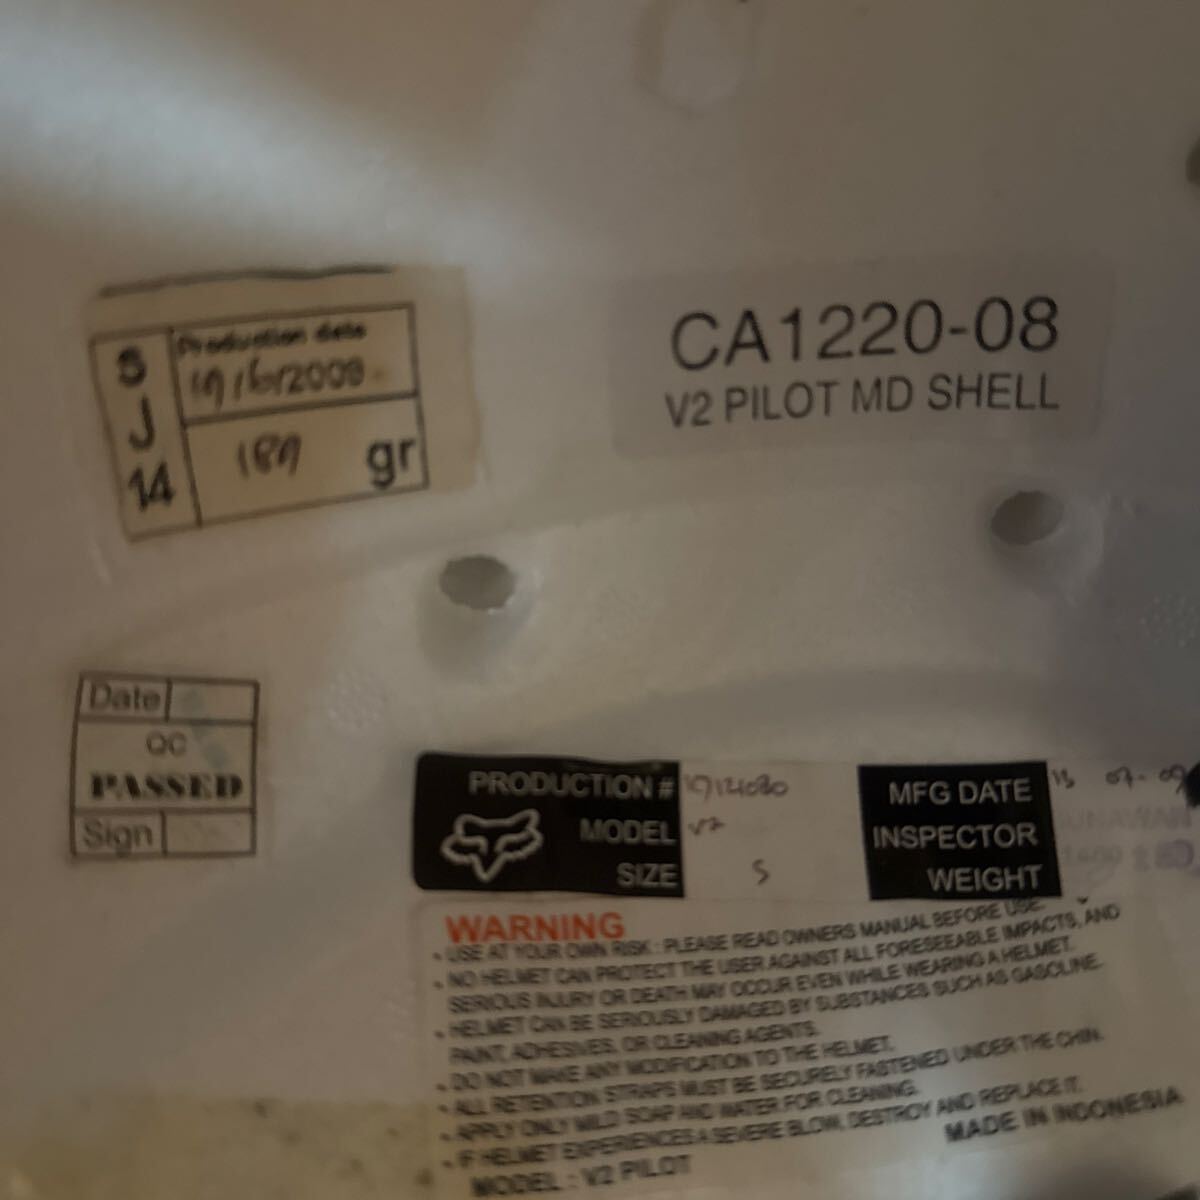 CA1220-08
V2 PILOT MD SHELL
S J 14
Production date
gr
Date
QC
PASSED
Sign
PRODUCTION #
MODEL V2
SIZE S
MFG DATE 13 07-09
INSPECTOR
WEIGHT
WARNING
• USE AT YOUR OWN RISK : PLEASE READ OWNERS MANUAL BEFORE USE.
• NO HELMET CAN PROTECT THE USER AGAINST ALL FORESEEABLE IMPACTS, AND
SERIOUS INJURY OR DEATH MAY OCCUR EVEN WHILE WEARING A HELMET.
• HELMET CAN BE SERIOUSLY DAMAGED BY SUBSTANCES SUCH AS GASOLINE,
PAINT, ADHESIVES, OR CLEANING AGENTS.
• DO NOT MAKE ANY MODIFICATION TO THE HELMET.
• ALL RETENTION STRAPS MUST BE SECURELY FASTENED UNDER THE CHIN.
• APPLY ONLY MILD SOAP AND WATER FOR CLEANING.
• IF HELMET EXPERIENCES A SEVERE BLOW, DESTROY AND REPLACE IT.
MODEL : V2 PILOT
MADE IN INDONESIA